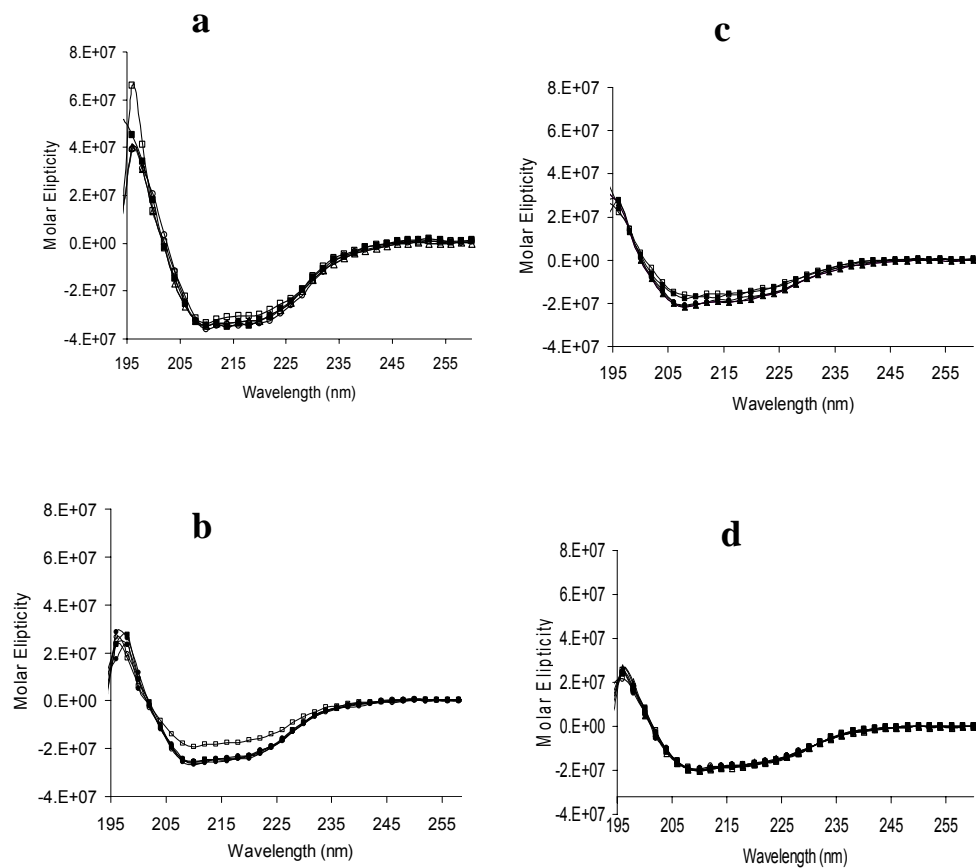 a
8.E+07
6.E+07
4.E+07
2.E+07
0.E+00
-2.E+07
-4.E+07
195 205 215 225 235 245 255
Molar Elipticity
Wavelength (nm)
c
8.E+07
6.E+07
4.E+07
2.E+07
0.E+00
-2.E+07
-4.E+07
195 205 215 225 235 245 255
Molar Elipticity
Wavelength (nm)
b
8.E+07
6.E+07
4.E+07
2.E+07
0.E+00
-2.E+07
-4.E+07
195 205 215 225 235 245 255
Molar Elipticity
Wavelength (nm)
d
8.E+07
6.E+07
4.E+07
2.E+07
0.E+00
-2.E+07
-4.E+07
195 205 215 225 235 245 255
Molar Elipticity
Wavelength (nm)